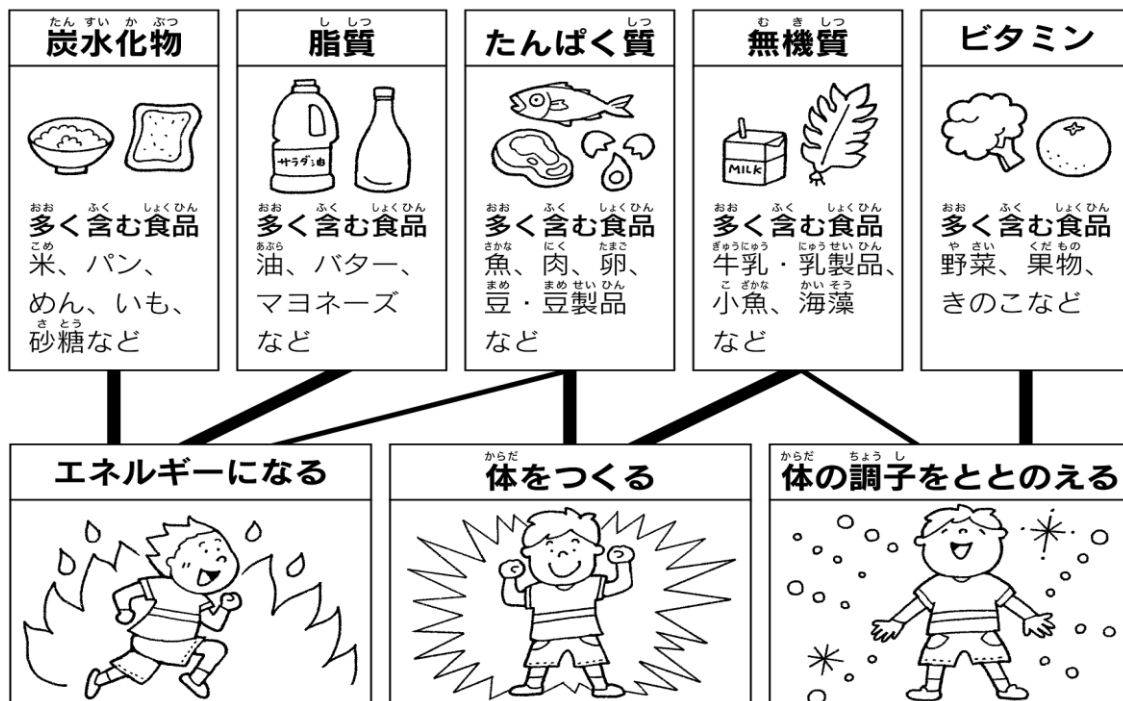 炭水化物
多く含む食品
米、パン、
めん、いも、
砂糖など
脂質
サラダ油
多く含む食品
油、バター、
マヨネーズ
など
たんぱく質
多く含む食品
魚、肉、卵、
豆・豆製品
など
無機質
MILK
多く含む食品
牛乳・乳製品、
小魚、海藻
など
ビタミン
多く含む食品
野菜、果物、
きのこなど
エネルギーになる
体をつくる
体の調子をととのえる